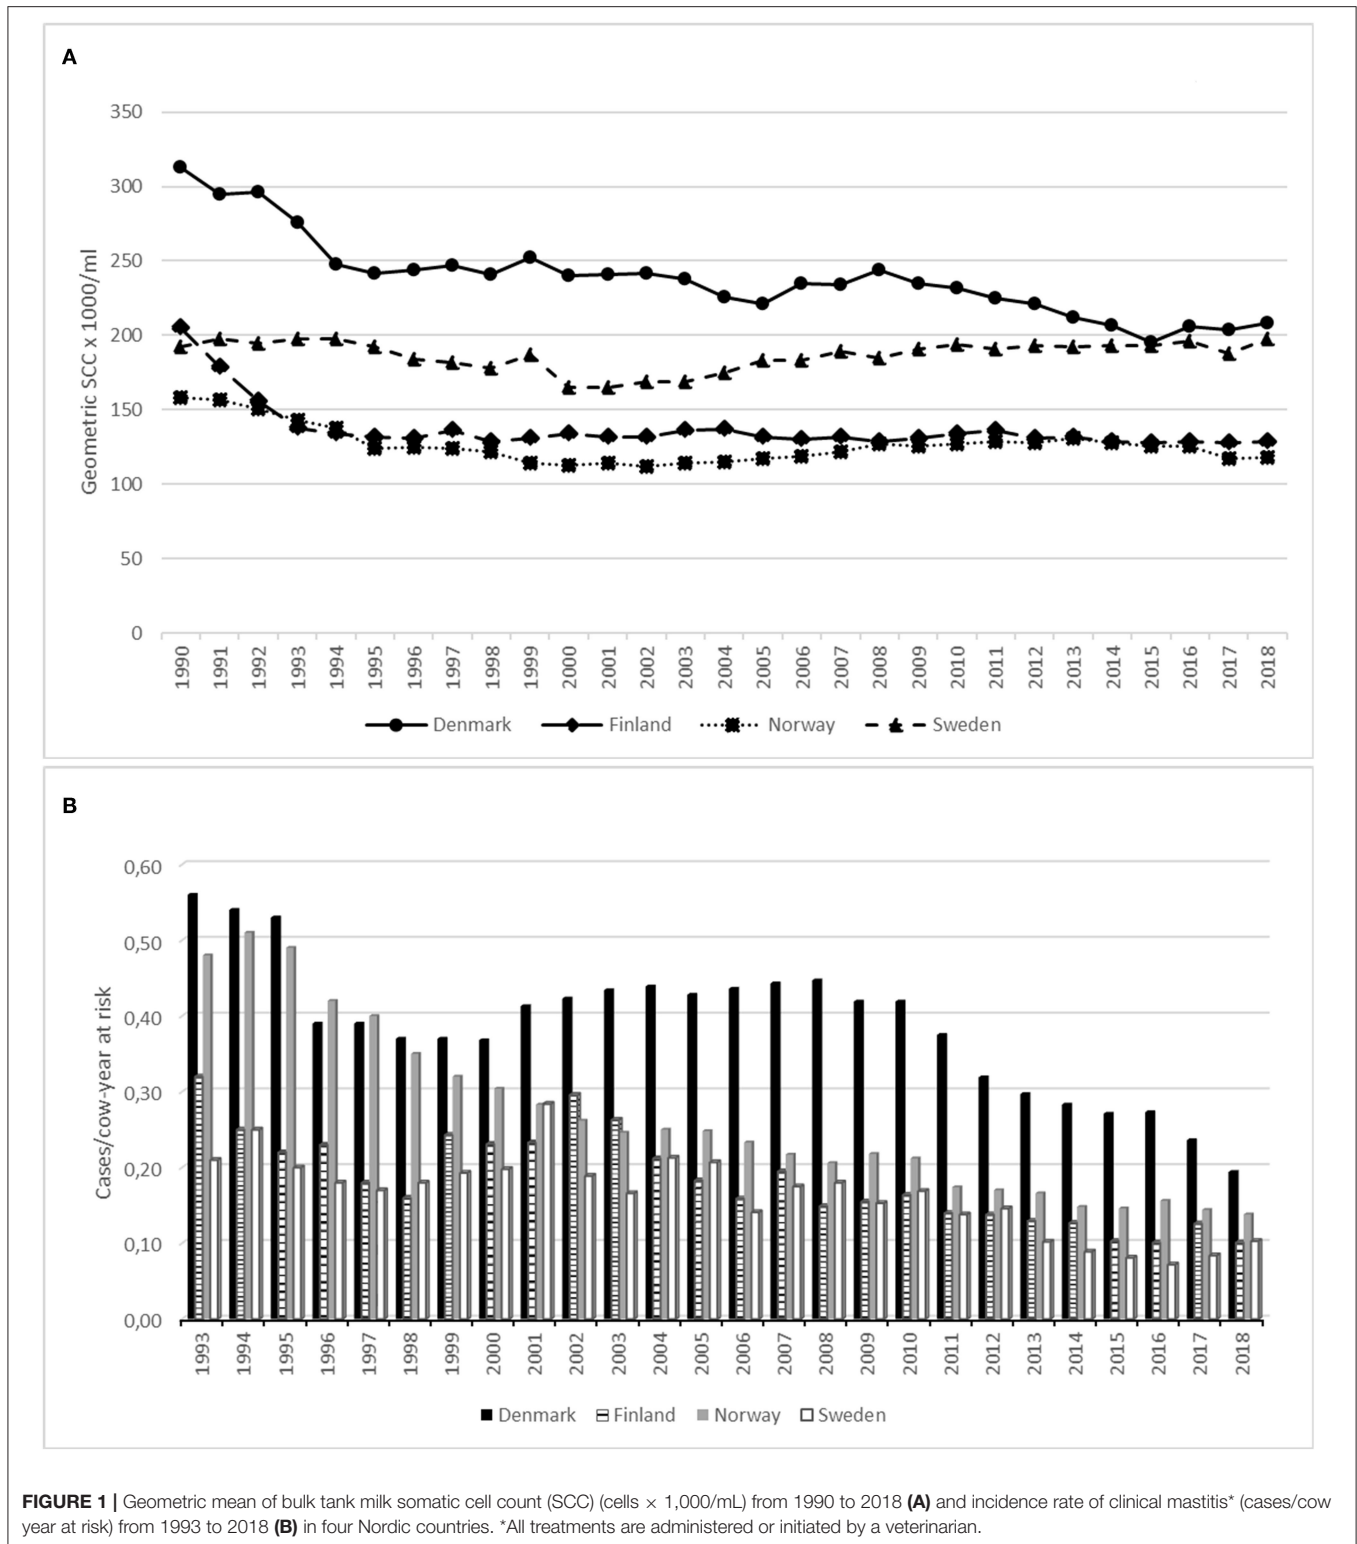 A
350
300
250
200
150
100
50
0
Geometric SCC x 1000/ml
1990 1991 1992 1993 1994 1995 1996 1997 1998 1999 2000 2001 2002 2003 2004 2005 2006 2007 2008 2009 2010 2011 2012 2013 2014 2015 2016 2017 2018
Denmark Finland Norway Sweden
B
0,60
0,50
0,40
0,30
0,20
0,10
0,00
Cases/cow-year at risk
1993 1994 1995 1996 1997 1998 1999 2000 2001 2002 2003 2004 2005 2006 2007 2008 2009 2010 2011 2012 2013 2014 2015 2016 2017 2018
Denmark Finland Norway Sweden
FIGURE 1 | Geometric mean of bulk tank milk somatic cell count (SCC) (cells × 1,000/mL) from 1990 to 2018 (A) and incidence rate of clinical mastitis* (cases/cow
year at risk) from 1993 to 2018 (B) in four Nordic countries. *All treatments are administered or initiated by a veterinarian.